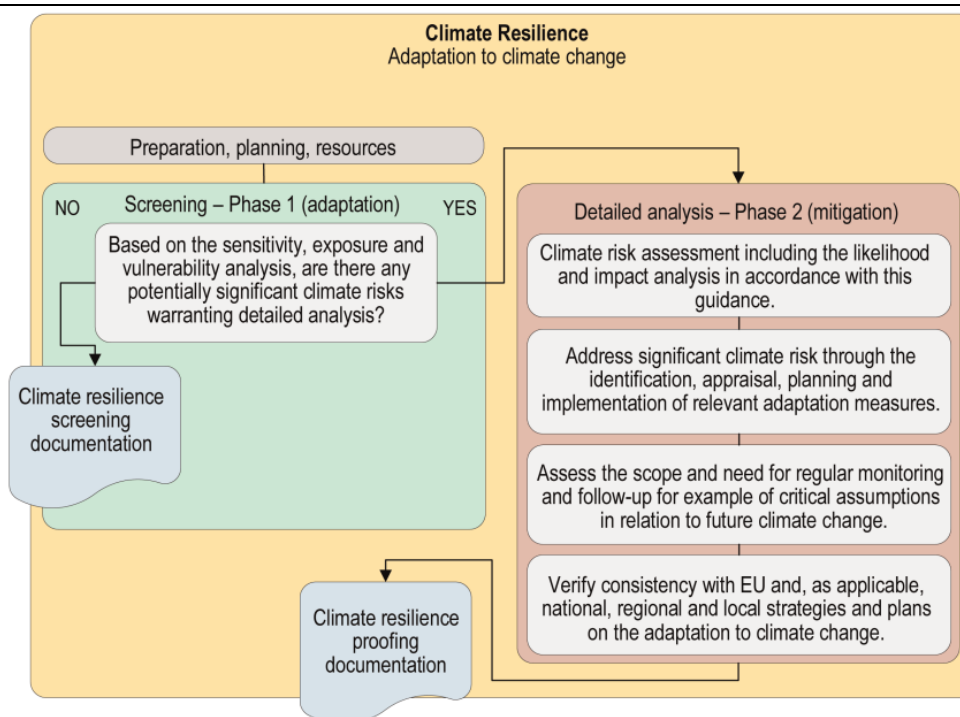 Climate Resilience
Adaptation to climate change
Preparation, planning, resources
NO
Screening – Phase 1 (adaptation)
YES
Based on the sensitivity, exposure and
vulnerability analysis, are there any
potentially significant climate risks
warranting detailed analysis?
Climate resilience
screening
documentation
Detailed analysis – Phase 2 (mitigation)
Climate risk assessment including the likelihood
and impact analysis in accordance with this
guidance.
Address significant climate risk through the
identification, appraisal, planning and
implementation of relevant adaptation measures.
Assess the scope and need for regular monitoring
and follow-up for example of critical assumptions
in relation to future climate change.
Verify consistency with EU and, as applicable,
national, regional and local strategies and plans
on the adaptation to climate change.
Climate resilience
proofing
documentation